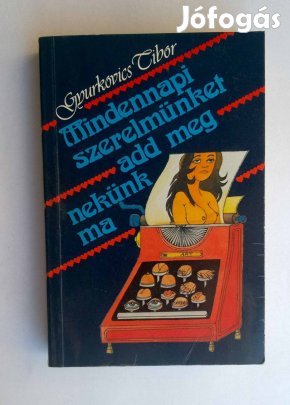 Jófogás
Gyurkovics Tibor
Mindennapi
szerelmünket
add meg
nekünk
ma